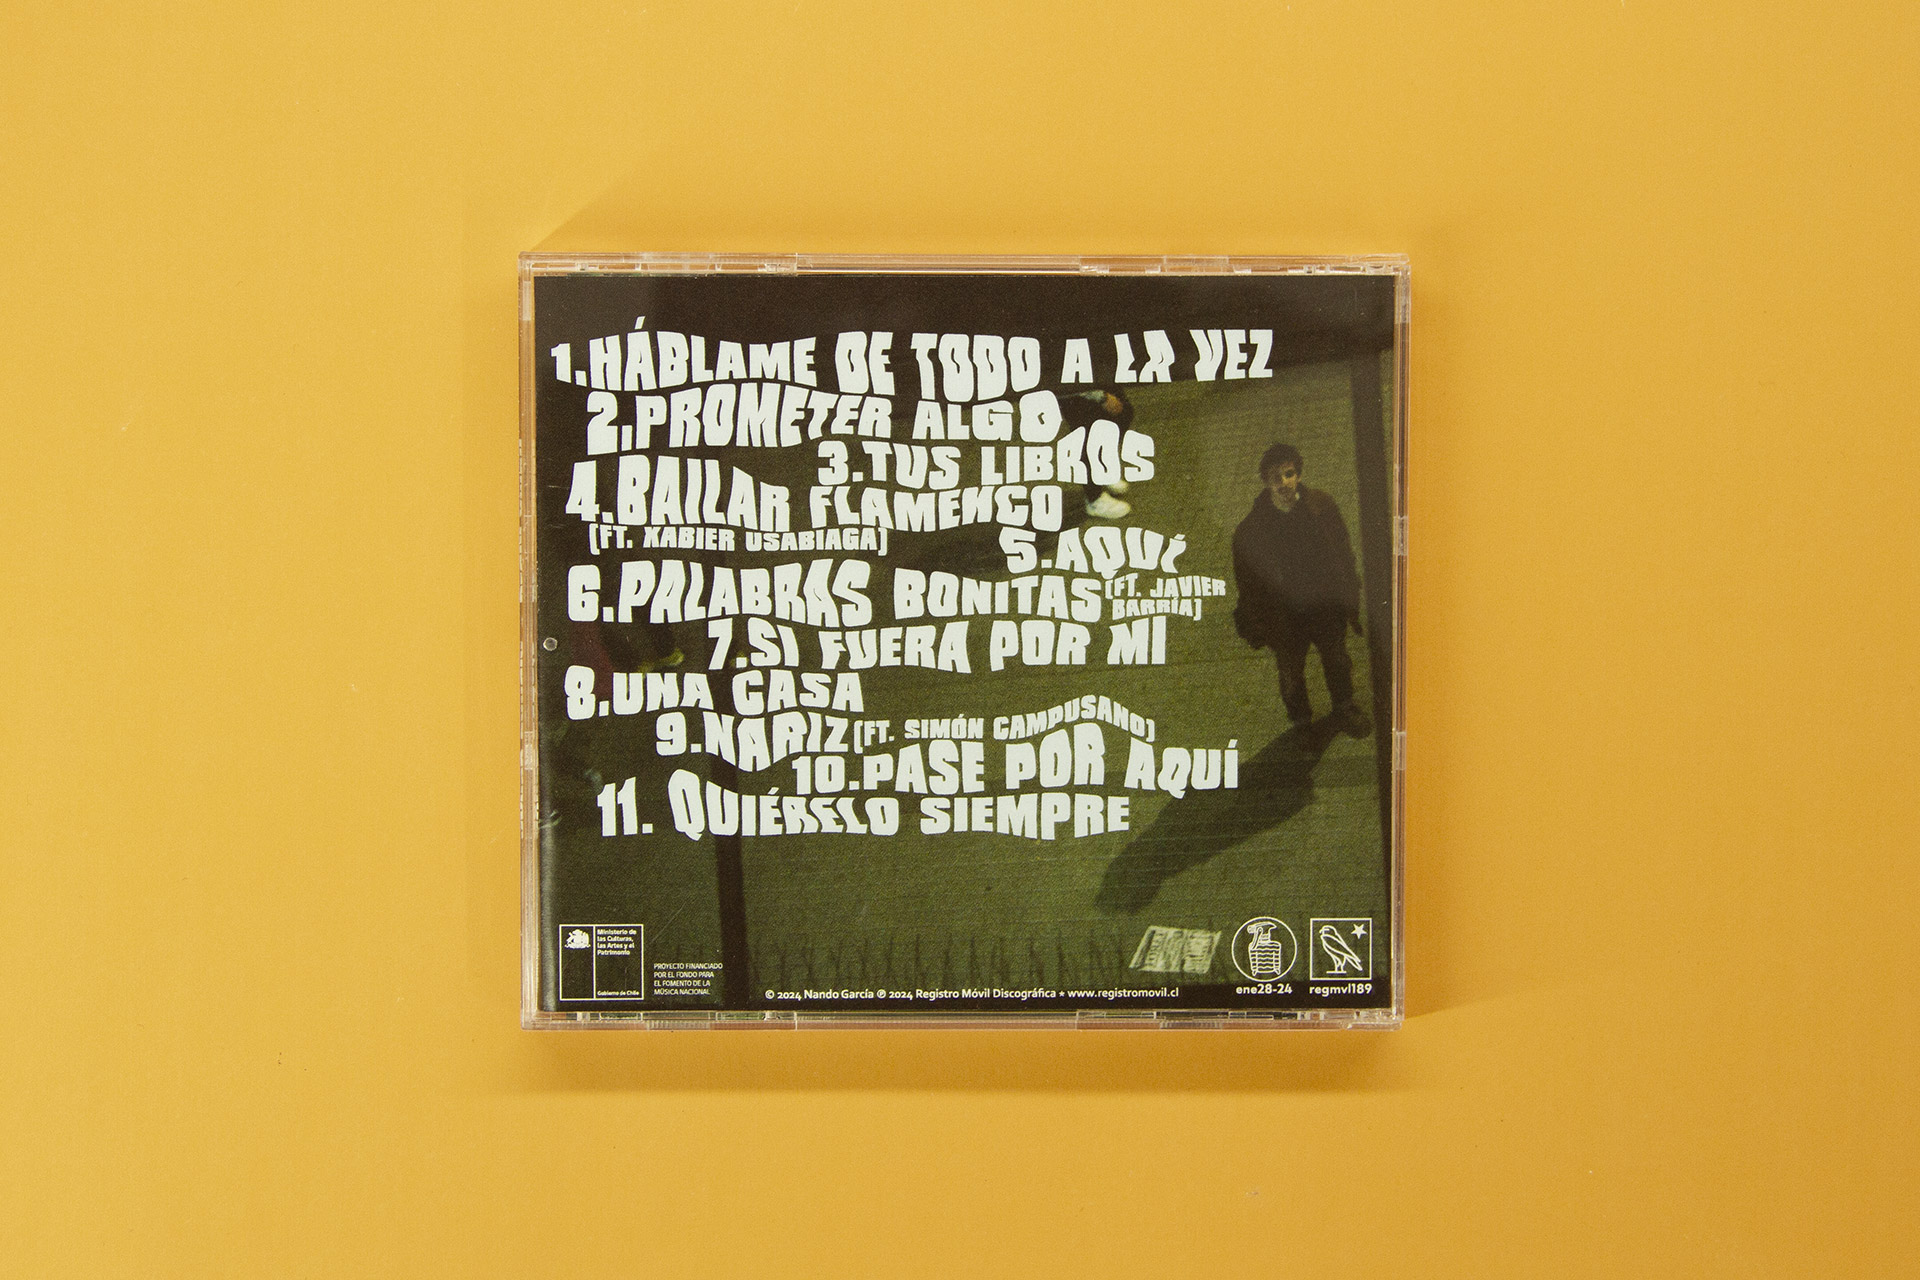 1. HÁBLAME DE TODO A LA VEZ
2. PROMETER ALGO
3. TUS LIBROS
4. BAILAR FLAMENCO
(FT. XABIER USABIAGA)
5. AQUÍ
6. PALABRAS BONITAS (FT. JAVIER
BARRÍA)
7. SI FUERA POR MI
8. UNA CASA
9. NARIZ (FT. SIMÓN CAMPUSANO)
10. PASE POR AQUÍ
11. QUIÉRELO SIEMPRE
Ministerio de
las Culturas,
las Artes y el
Patrimonio
Gobierno de Chile
PROYECTO FINANCIADO
POR EL FONDO PARA
EL FOMENTO DE LA
MÚSICA NACIONAL
© 2024 Nando García ℗ 2024 Registro Móvil Discográfica ★ www.registromovil.cl
ene28-24
regmvl189